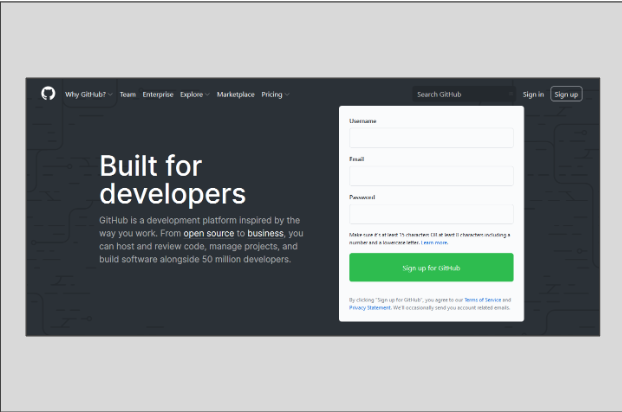 Why GitHub? Team Enterprise Explore Marketplace Pricing Search GitHub Sign in Sign up
Built for
developers
GitHub is a development platform inspired by the
way you work. From open source to business, you
can host and review code, manage projects, and
build software alongside 50 million developers.
Username
Email
Password
Make sure it's at least 15 characters OR at least 8 characters including a
number and a lowercase letter. Learn more.
Sign up for GitHub
By clicking "Sign up for GitHub", you agree to our Terms of Service and
Privacy Statement. We'll occasionally send you account related emails.